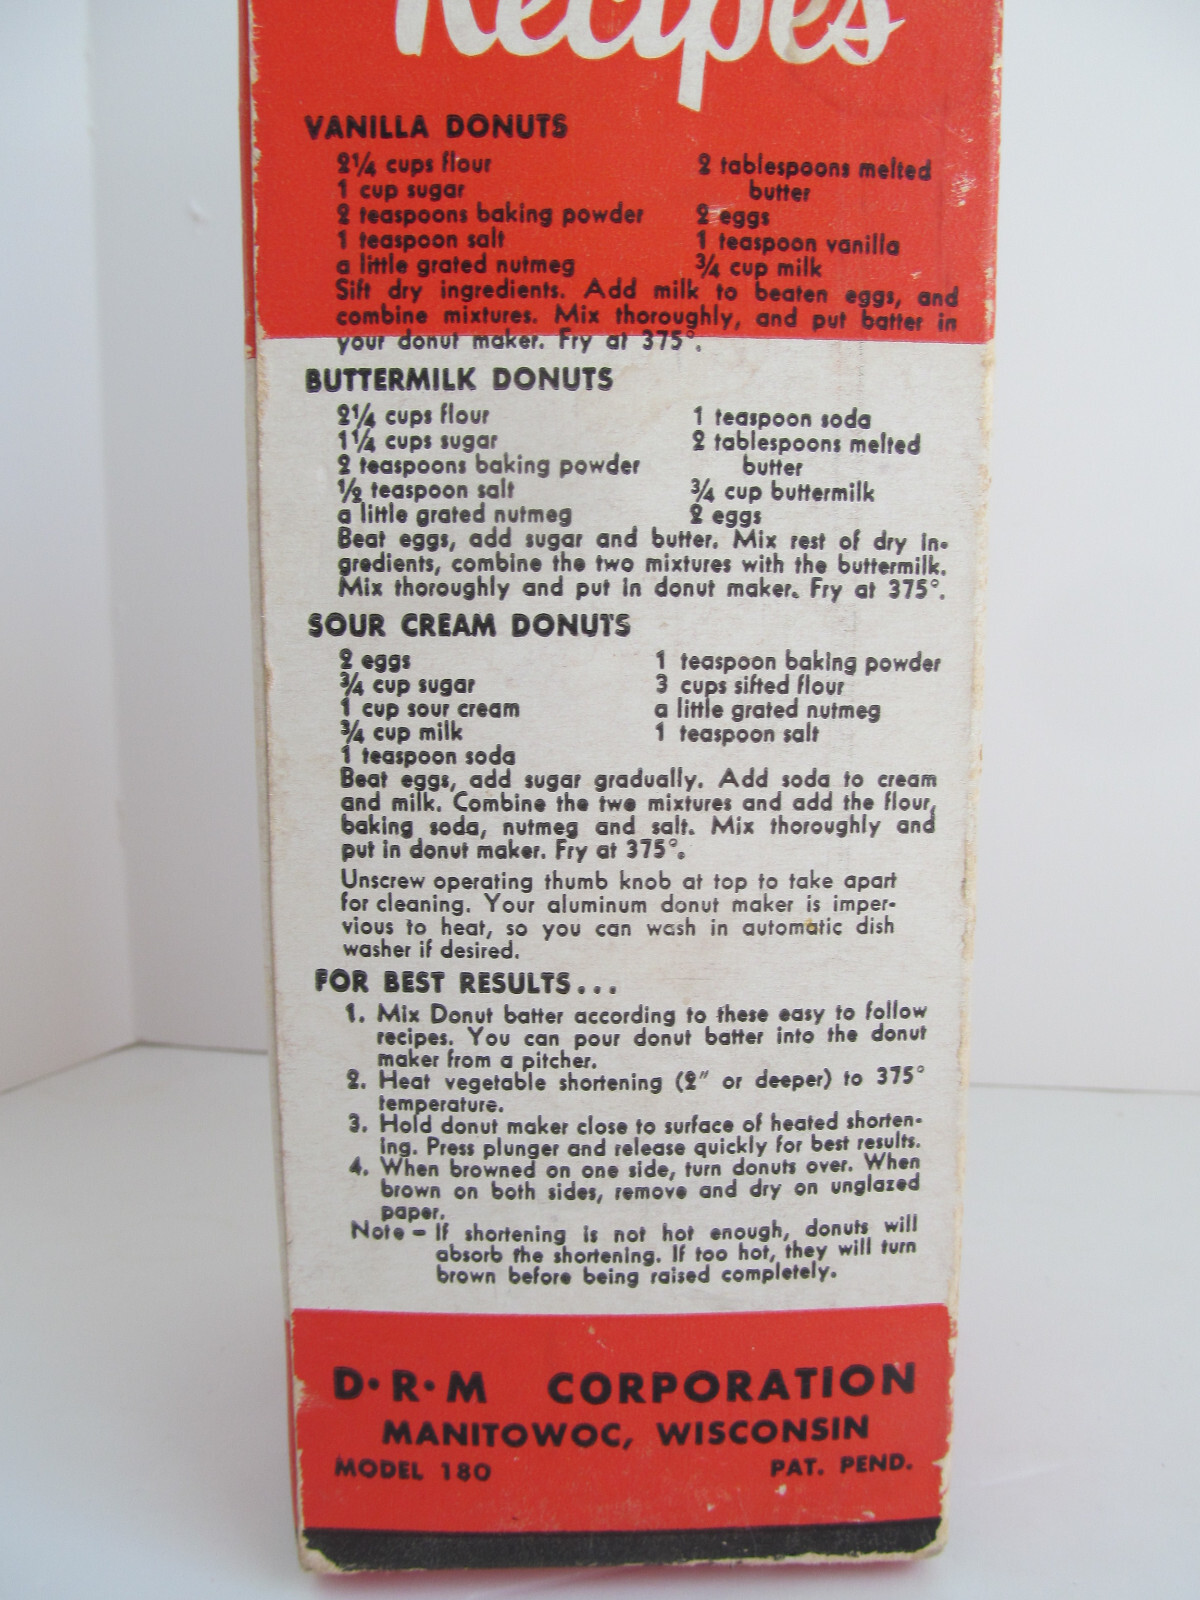 Recipes
VANILLA DONUTS
2¼ cups flour
1 cup sugar
2 teaspoons baking powder
1 teaspoon salt
a little grated nutmeg
2 tablespoons melted
butter
2 eggs
1 teaspoon vanilla
¾ cup milk
Sift dry ingredients. Add milk to beaten eggs, and
combine mixtures. Mix thoroughly, and put batter in
your donut maker. Fry at 375°.
BUTTERMILK DONUTS
2¼ cups flour
1¼ cups sugar
2 teaspoons baking powder
½ teaspoon salt
a little grated nutmeg
1 teaspoon soda
2 tablespoons melted
butter
¾ cup buttermilk
2 eggs
Beat eggs, add sugar and butter. Mix rest of dry in-
gredients, combine the two mixtures with the buttermilk.
Mix thoroughly and put in donut maker. Fry at 375°.
SOUR CREAM DONUTS
2 eggs
¾ cup sugar
1 cup sour cream
¾ cup milk
1 teaspoon soda
1 teaspoon baking powder
3 cups sifted flour
a little grated nutmeg
1 teaspoon salt
Beat eggs, add sugar gradually. Add soda to cream
and milk. Combine the two mixtures and add the flour,
baking soda, nutmeg and salt. Mix thoroughly and
put in donut maker. Fry at 375°.
Unscrew operating thumb knob at top to take apart
for cleaning. Your aluminum donut maker is imper-
vious to heat, so you can wash in automatic dish
washer if desired.
FOR BEST RESULTS...
1. Mix Donut batter according to these easy to follow
recipes. You can pour donut batter into the donut
maker from a pitcher.
2. Heat vegetable shortening (2" or deeper) to 375°
temperature.
3. Hold donut maker close to surface of heated shorten-
ing. Press plunger and release quickly for best results.
4. When browned on one side, turn donuts over. When
brown on both sides, remove and dry on unglazed
paper.
Note - If shortening is not hot enough, donuts will
absorb the shortening. If too hot, they will turn
brown before being raised completely.
D·R·M CORPORATION
MANITOWOC, WISCONSIN
MODEL 180 PAT. PEND.